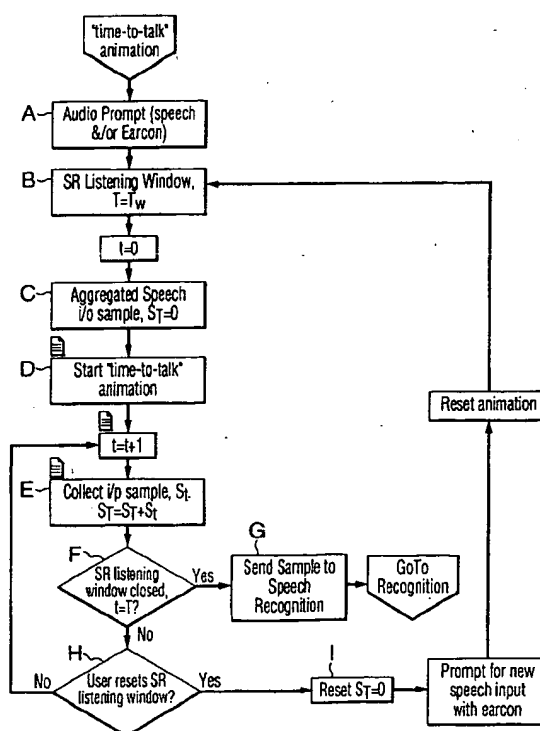 "time-to-talk"
animation
A
Audio Prompt (speech
&/or Earcon)
B
SR Listening Window,
T=Tw
t=0
C
Aggregated Speech
i/o sample, ST=0
D
Start "time-to-talk"
animation
Reset animation
t=t+1
E
Collect i/p sample, St.
ST=ST+St
F
SR listening
window closed,
t=T?
Yes
G
Send Sample to
Speech
Recognition
GoTo
Recognition
No
H
User resets SR
listening window?
No
Yes
I
Reset ST=0
Prompt for new
speech input
with earcon